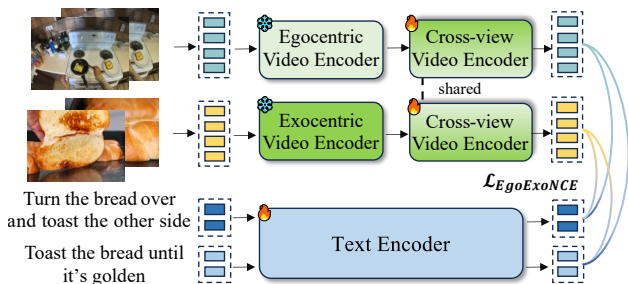 Egocentric
Video Encoder
Cross-view
Video Encoder
shared
Exocentric
Video Encoder
Cross-view
Video Encoder
ℒ_EgoExoNCE
Turn the bread over
and toast the other side
Toast the bread until
it's golden
Text Encoder